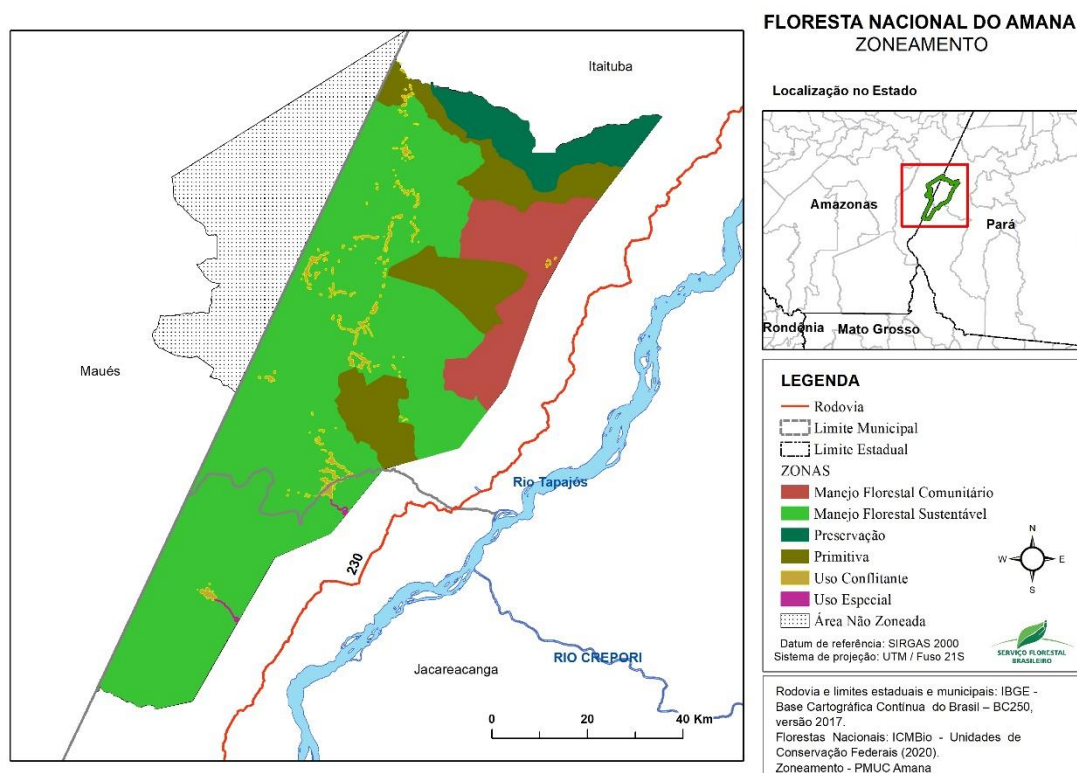 FLORESTA NACIONAL DO AMANA
ZONEAMENTO
Localização no Estado
Amazonas
Pará
Rondônia
Mato Grosso
Itaituba
Maués
Rio Tapajós
230
RIO CREPORI
Jacareacanga
0 20 40 Km
LEGENDA
Rodovia
Limite Municipal
Limite Estadual
ZONAS
Manejo Florestal Comunitário
Manejo Florestal Sustentável
Preservação
Primitiva
Uso Conflitante
Uso Especial
Área Não Zoneada
N
W E
S
Datum de referência: SIRGAS 2000
Sistema de projeção: UTM / Fuso 21S
SERVIÇO FLORESTAL
BRASILEIRO
Rodovia e limites estaduais e municipais: IBGE -
Base Cartográfica Contínua do Brasil – BC250,
versão 2017.
Florestas Nacionais: ICMBio - Unidades de
Conservação Federais (2020).
Zoneamento - PMUC Amana